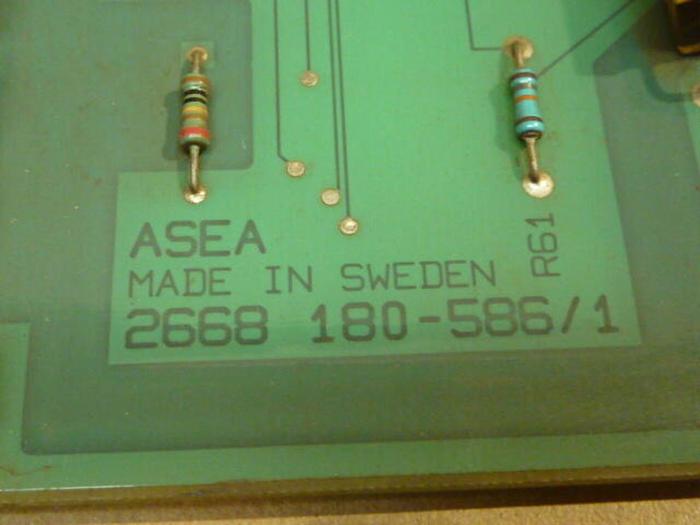 ASEA
MADE IN SWEDEN
2668 180-586/1
R61